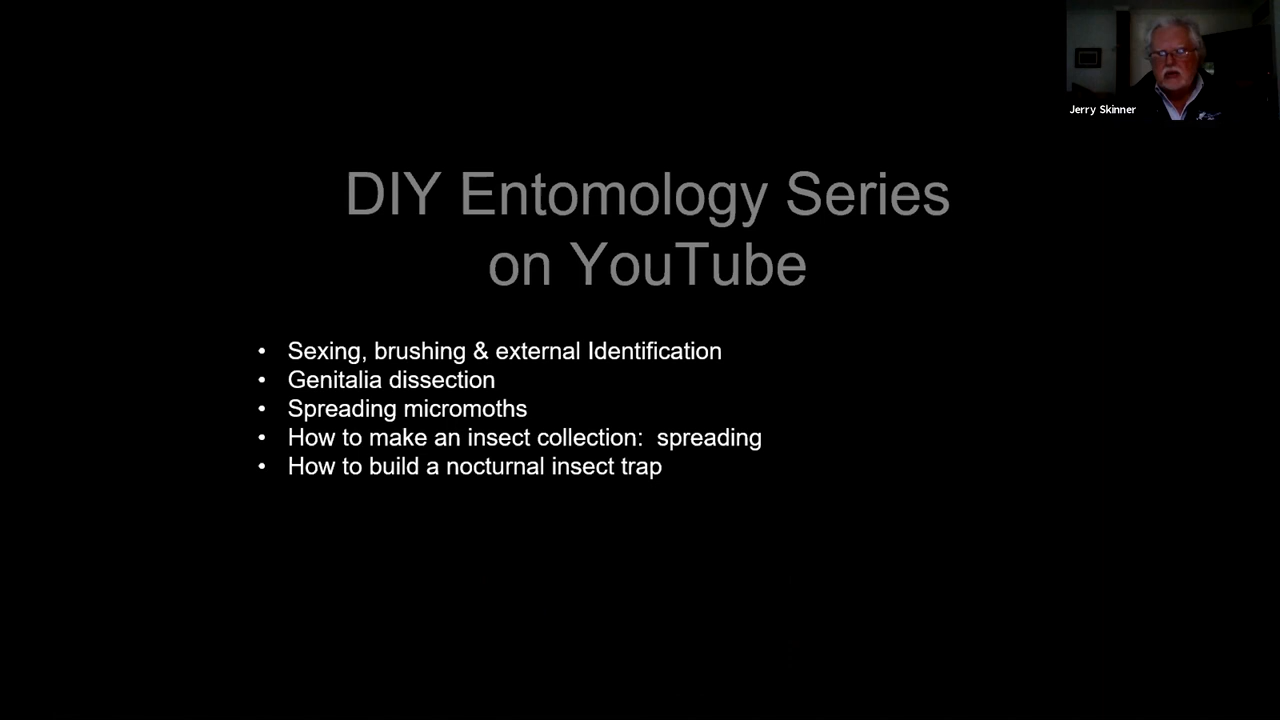 Jerry Skinner
DIY Entomology Series
on YouTube
• Sexing, brushing & external Identification
• Genitalia dissection
• Spreading micromoths
• How to make an insect collection:  spreading
• How to build a nocturnal insect trap